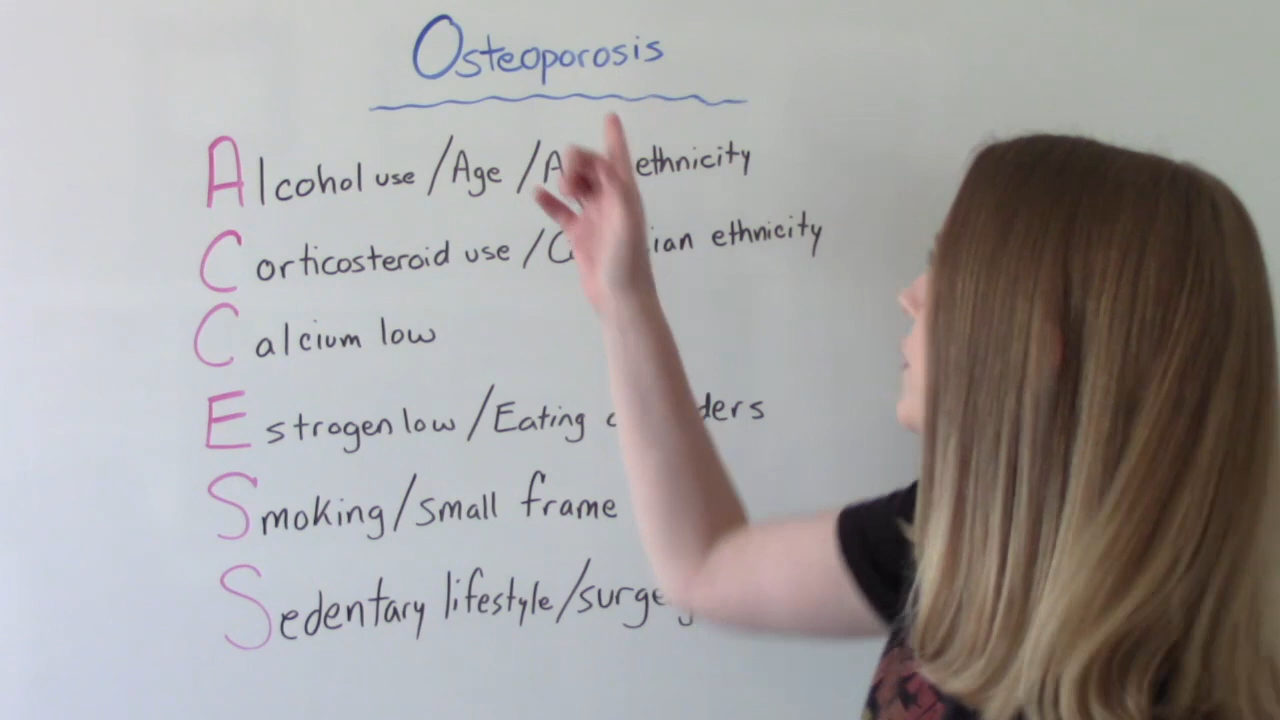 Osteoporosis
Alcohol use / Age / A ethnicity
Corticosteroid use / C ian ethnicity
Calcium low
Estrogen low / Eating ders
Smoking / small frame
Sedentary lifestyle / surge